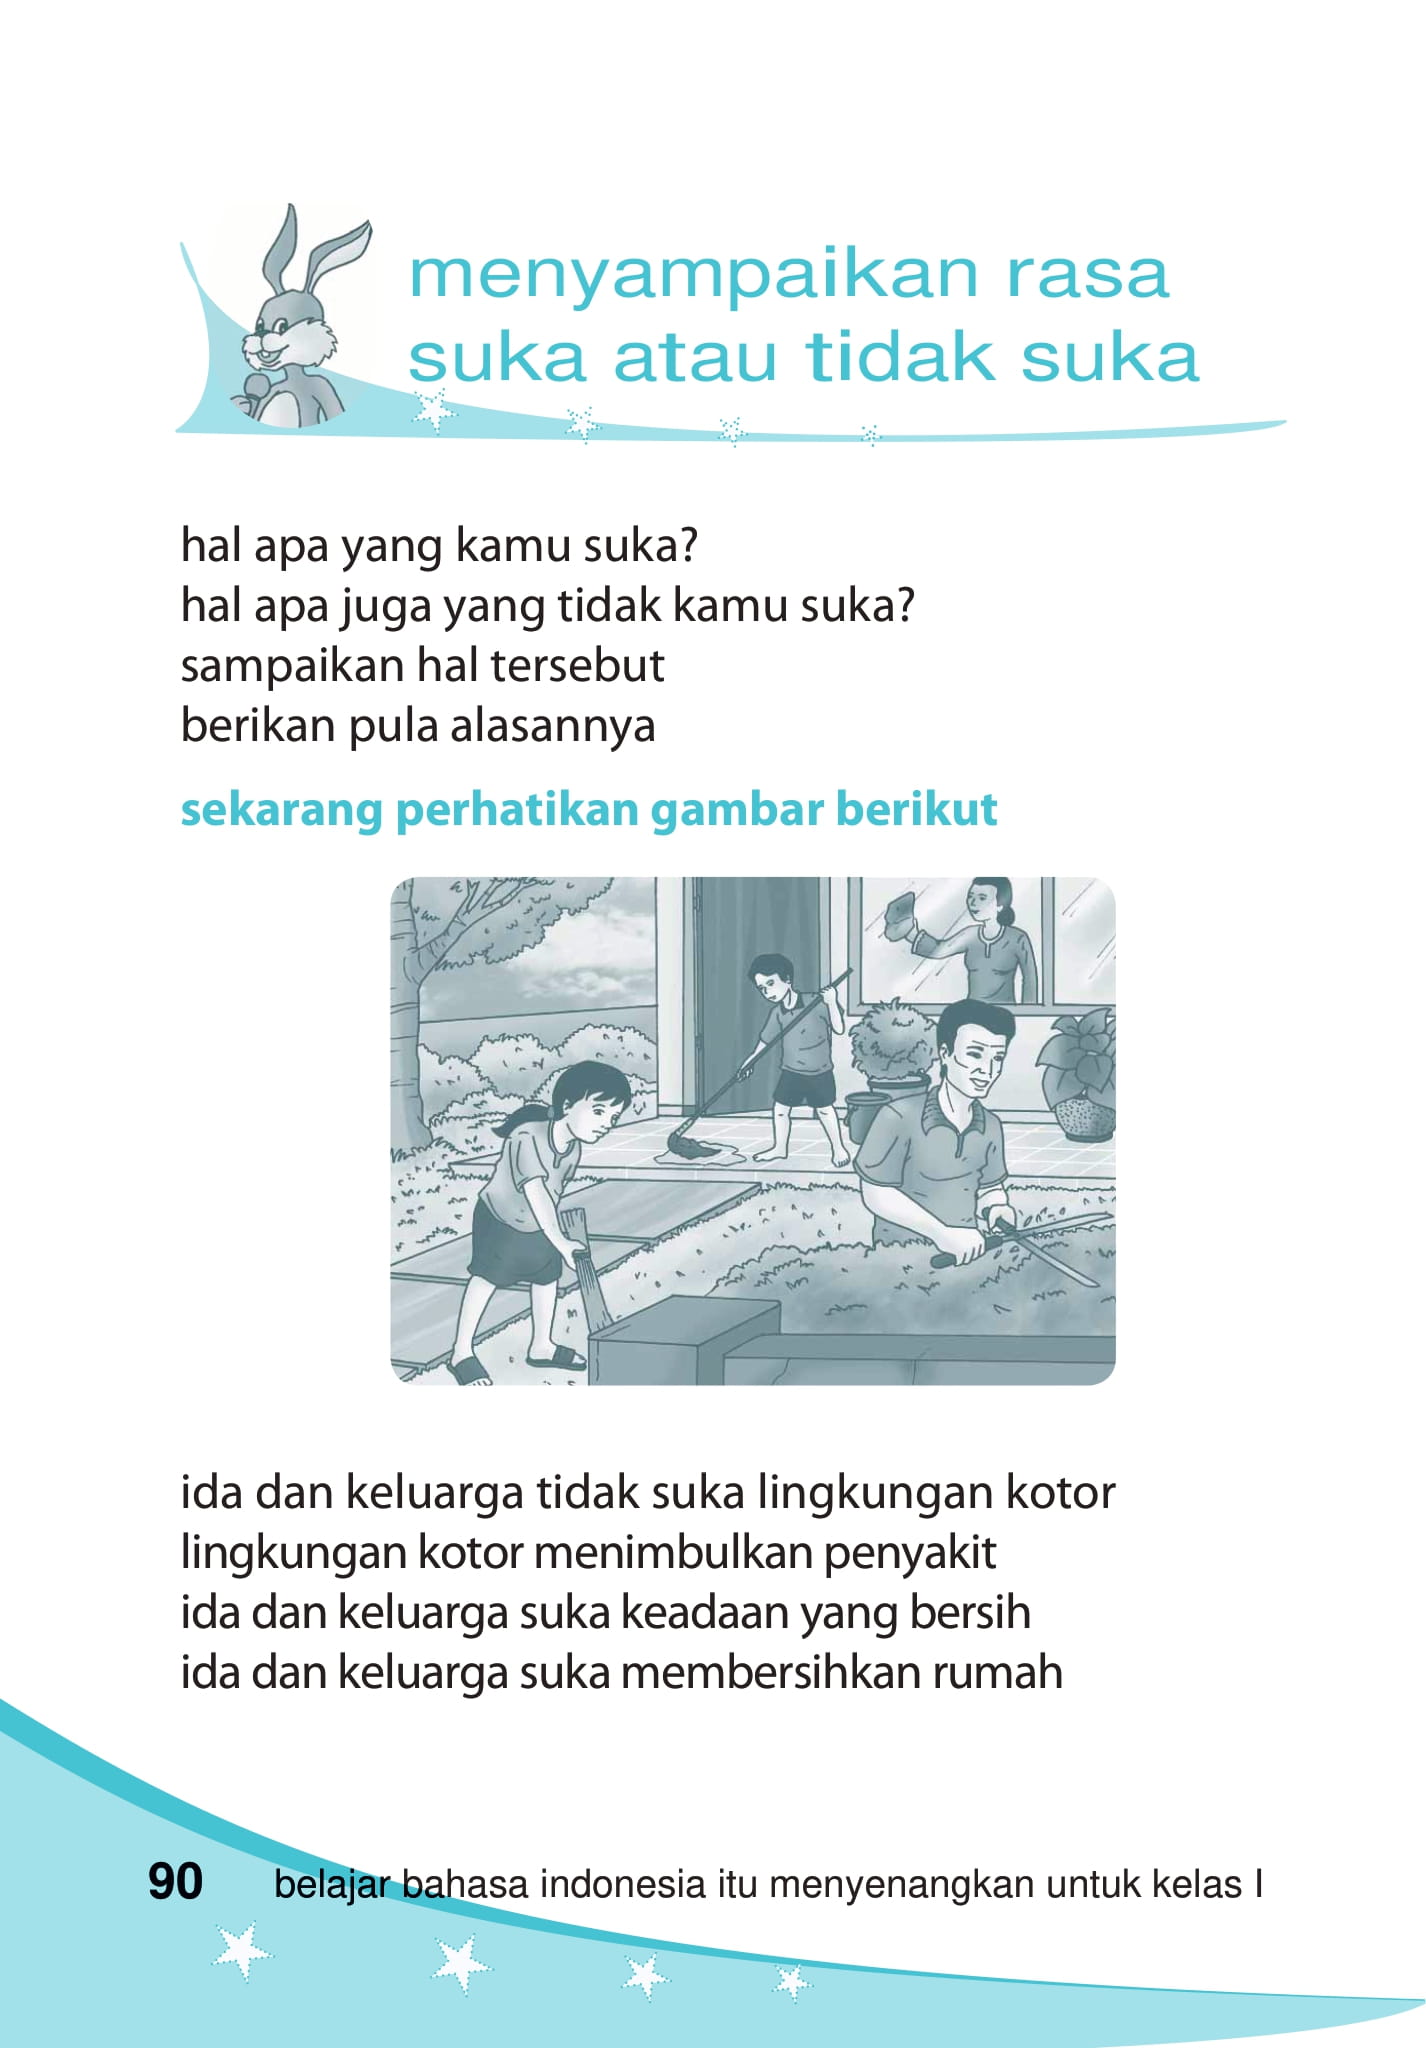 menyampaikan rasa
suka atau tidak suka
hal apa yang kamu suka?
hal apa juga yang tidak kamu suka?
sampaikan hal tersebut
berikan pula alasannya
sekarang perhatikan gambar berikut
ida dan keluarga tidak suka lingkungan kotor
lingkungan kotor menimbulkan penyakit
ida dan keluarga suka keadaan yang bersih
ida dan keluarga suka membersihkan rumah
90 belajar bahasa indonesia itu menyenangkan untuk kelas I